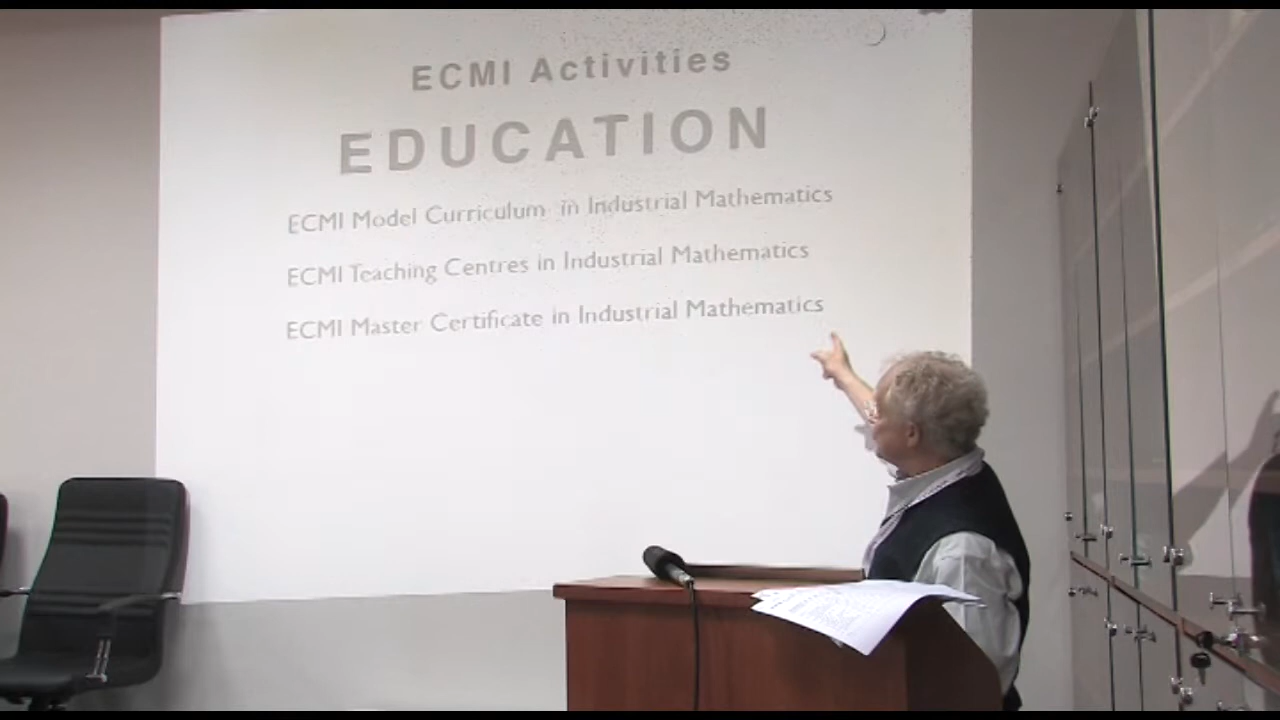 ECMI Activities
EDUCATION
ECMI Model Curriculum in Industrial Mathematics
ECMI Teaching Centres in Industrial Mathematics
ECMI Master Certificate in Industrial Mathematics